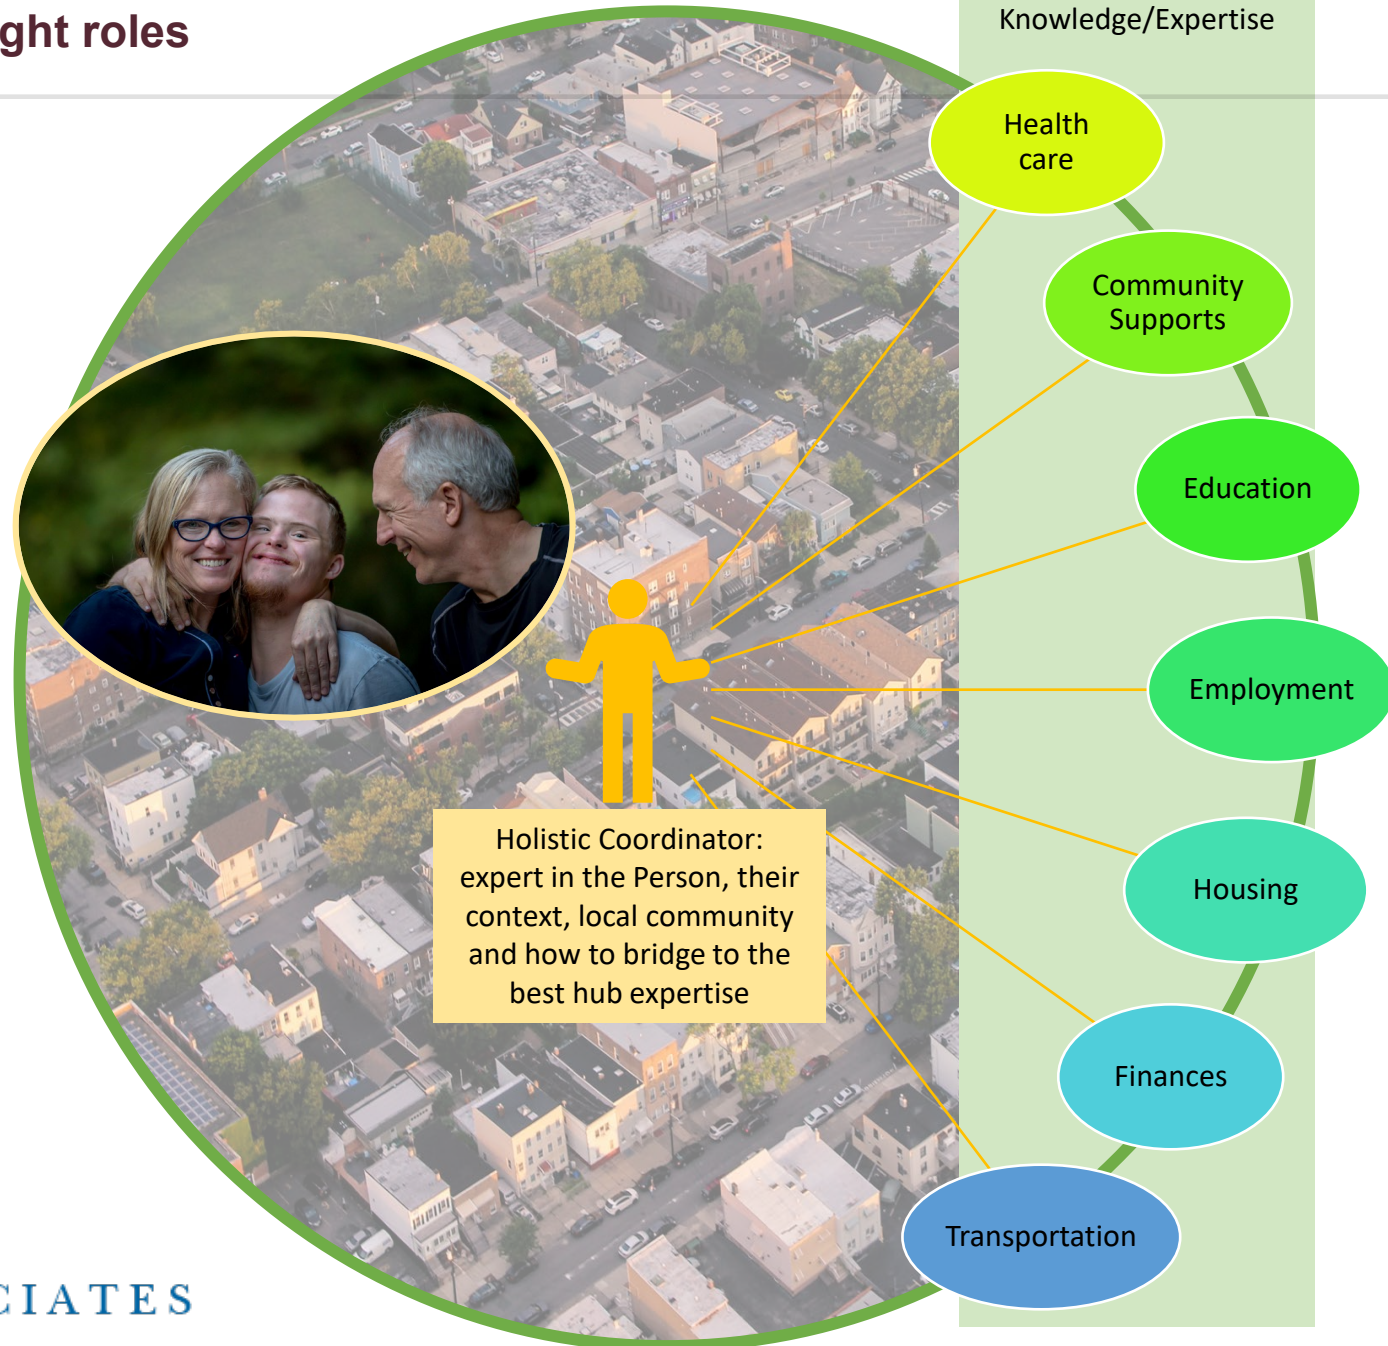 ght roles
Knowledge/Expertise
Health
care
Community
Supports
Education
Employment
Housing
Finances
Transportation
Holistic Coordinator:
expert in the Person, their
context, local community
and how to bridge to the
best hub expertise
CIATES